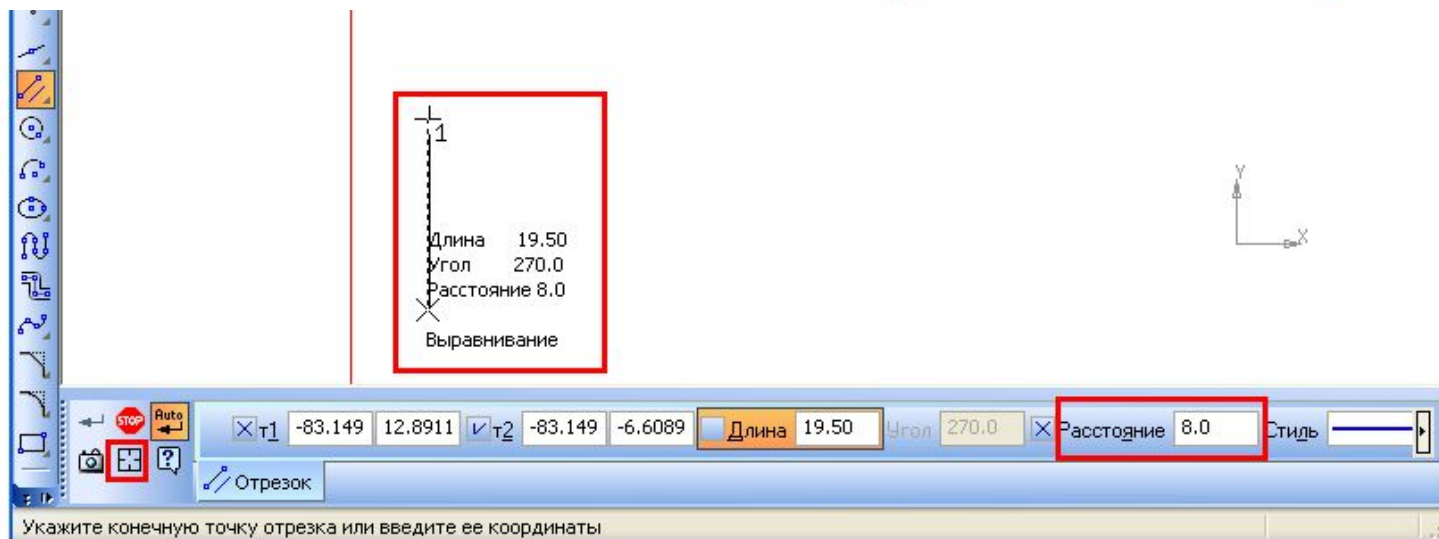 1
Длина 19.50
Угол 270.0
Расстояние 8.0
Выравнивание
Y
X
STOP Auto
т1 -83.149 12.8911 т2 -83.149 -6.6089 Длина 19.50 Угол 270.0 Расстояние 8.0 Стиль
Отрезок
Укажите конечную точку отрезка или введите ее координаты